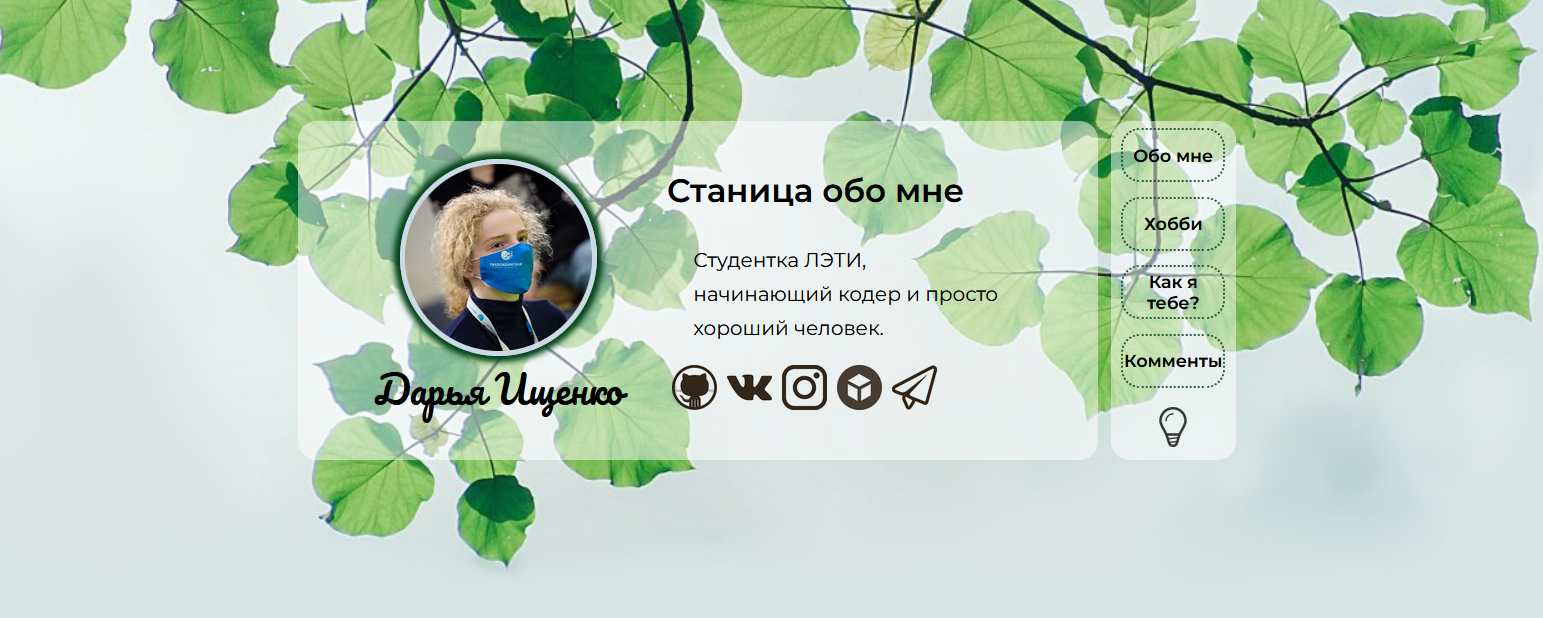 Станица обо мне
Студентка ЛЭТИ,
начинающий кодер и просто
хороший человек.
Дарья Ищенко
Обо мне
Хобби
Как я
тебе?
Комменты